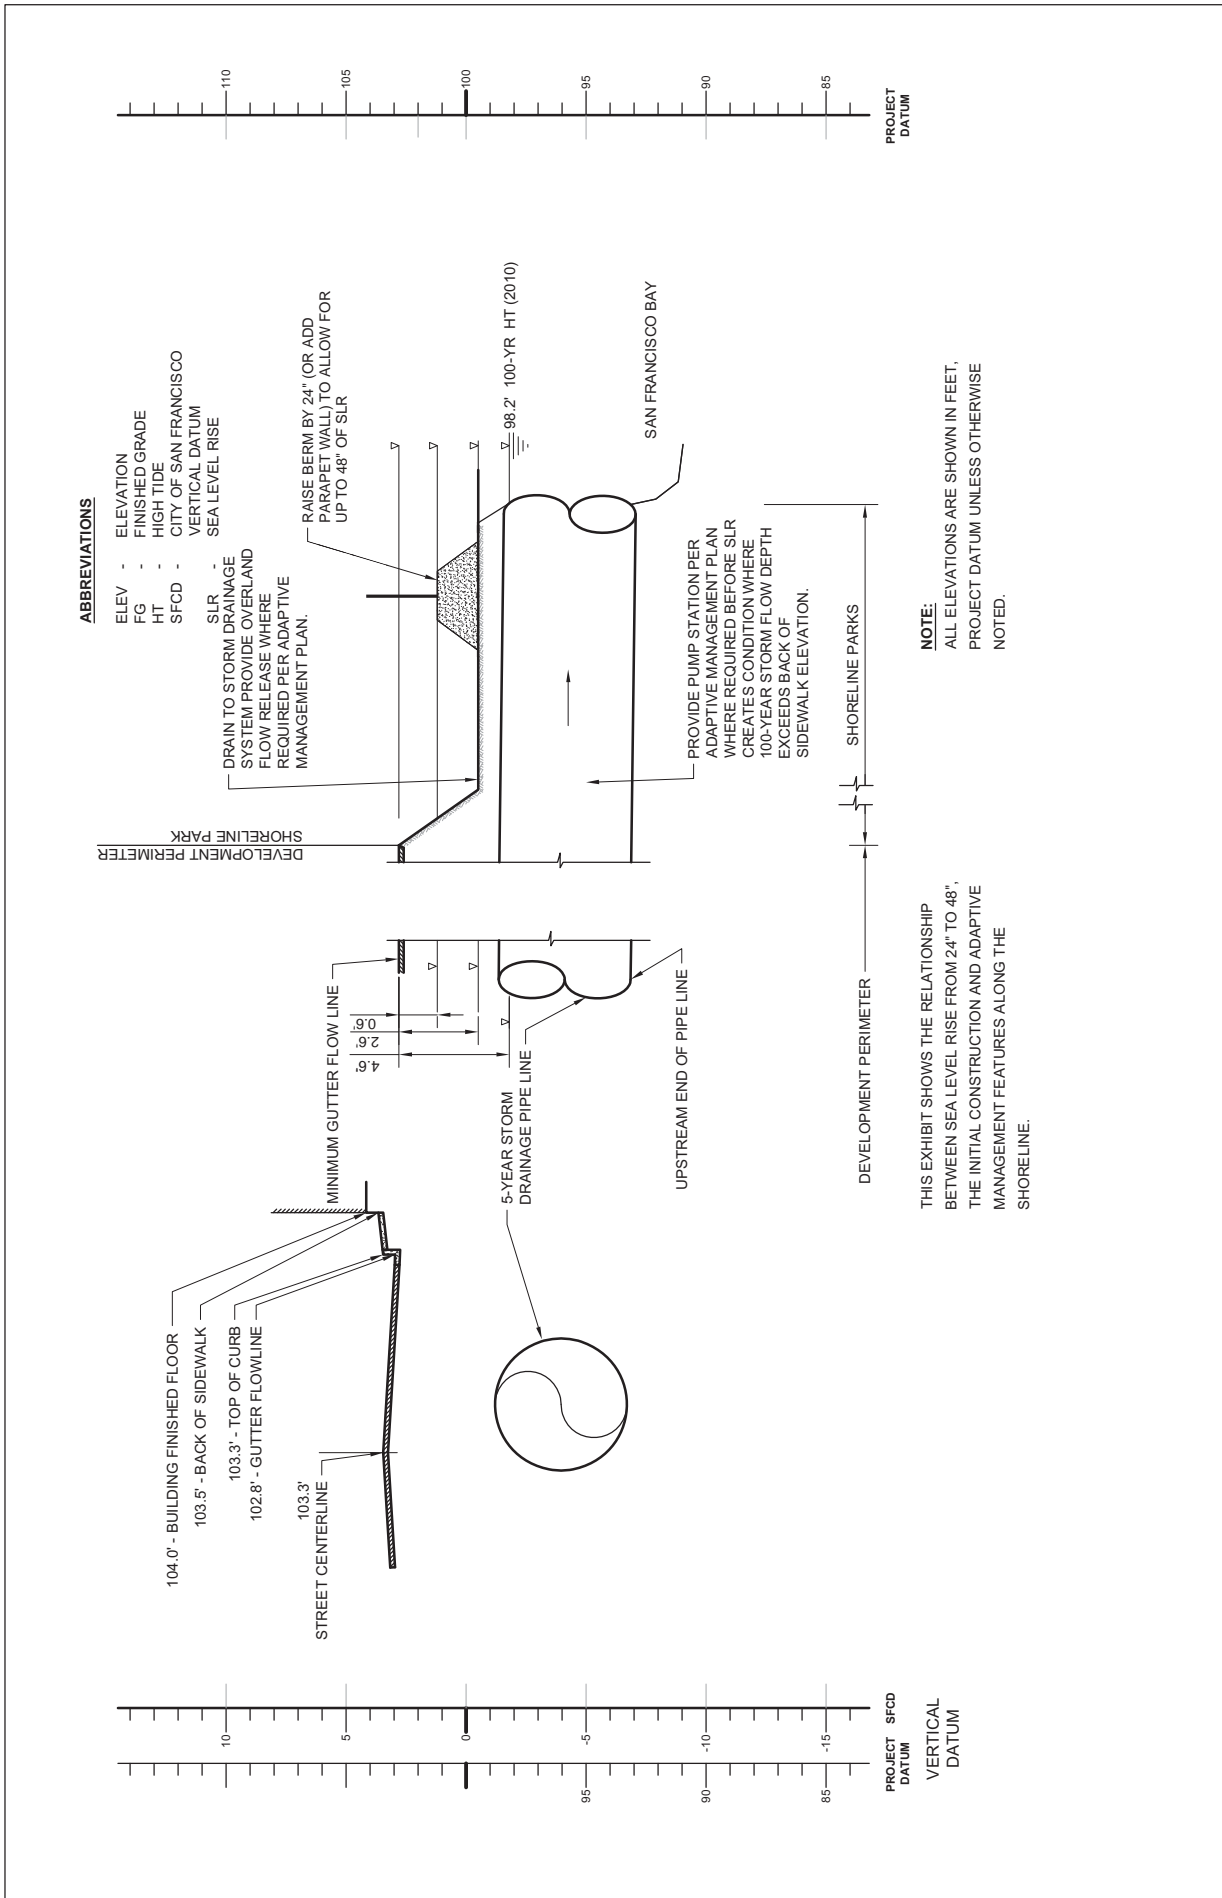 ABBREVIATIONS
ELEV - ELEVATION
FG - FINISHED GRADE
HT - HIGH TIDE
SFCD - CITY OF SAN FRANCISCO
VERTICAL DATUM
SLR - SEA LEVEL RISE
104.0' - BUILDING FINISHED FLOOR
103.5' - BACK OF SIDEWALK
103.3' - TOP OF CURB
102.8' - GUTTER FLOWLINE
103.3'
STREET CENTERLINE
MINIMUM GUTTER FLOW LINE
0.6'
2.6'
4.6'
5-YEAR STORM
DRAINAGE PIPE LINE
UPSTREAM END OF PIPE LINE
DEVELOPMENT PERIMETER
SHORELINE PARK
DRAIN TO STORM DRAINAGE
SYSTEM PROVIDE OVERLAND
FLOW RELEASE WHERE
REQUIRED PER ADAPTIVE
MANAGEMENT PLAN.
RAISE BERM BY 24" (OR ADD
PARAPET WALL) TO ALLOW FOR
UP TO 48" OF SLR
98.2' 100-YR HT (2010)
SAN FRANCISCO BAY
PROVIDE PUMP STATION PER
ADAPTIVE MANAGEMENT PLAN
WHERE REQUIRED BEFORE SLR
CREATES CONDITION WHERE
100-YEAR STORM FLOW DEPTH
EXCEEDS BACK OF
SIDEWALK ELEVATION.
DEVELOPMENT PERIMETER
SHORELINE PARKS
THIS EXHIBIT SHOWS THE RELATIONSHIP
BETWEEN SEA LEVEL RISE FROM 24" TO 48",
THE INITIAL CONSTRUCTION AND ADAPTIVE
MANAGEMENT FEATURES ALONG THE
SHORELINE.
NOTE:
ALL ELEVATIONS ARE SHOWN IN FEET,
PROJECT DATUM UNLESS OTHERWISE
NOTED.
95
90
85
PROJECT
DATUM
10
5
0
-5
-10
-15
SFCD
VERTICAL
DATUM
110
105
100
95
90
85
PROJECT
DATUM